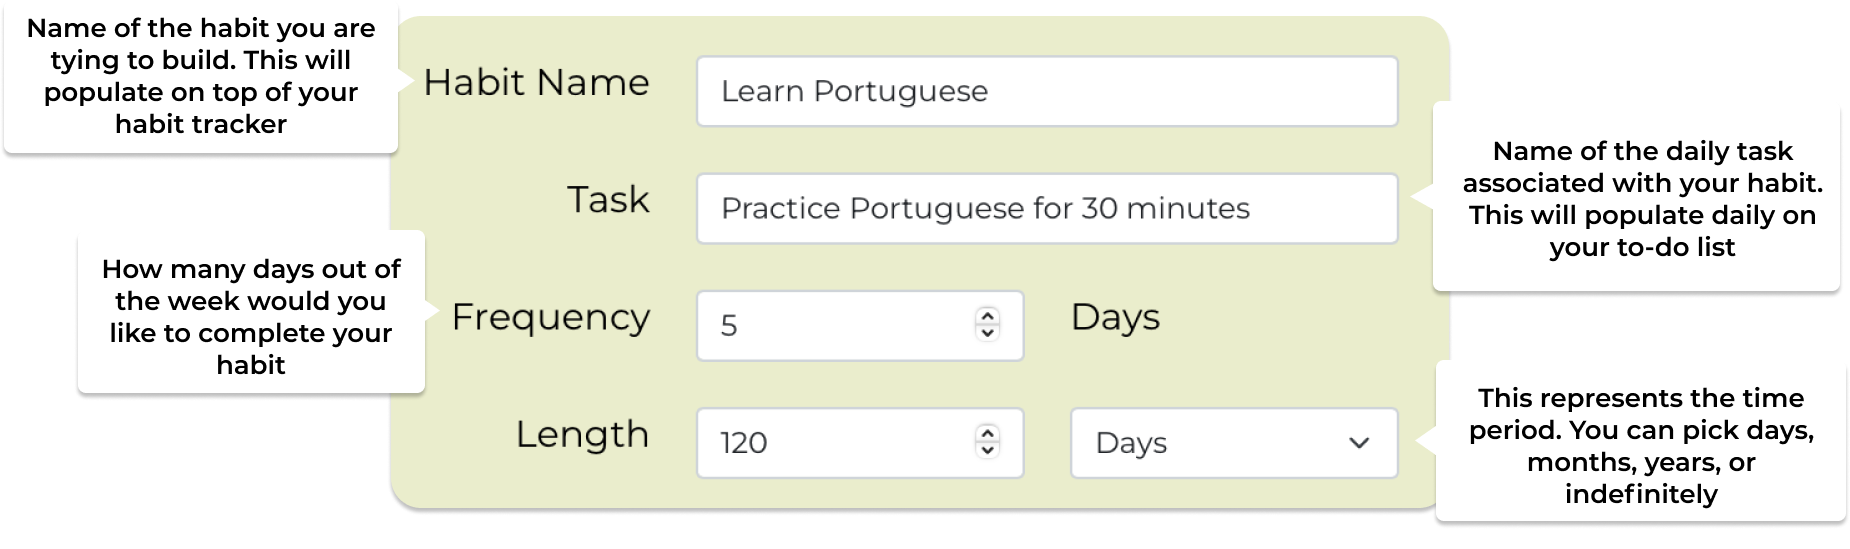 Name of the habit you are
tying to build. This will
populate on top of your
habit tracker
Habit Name
Learn Portuguese
Task
Practice Portuguese for 30 minutes
Name of the daily task
associated with your habit.
This will populate daily on
your to-do list
How many days out of
the week would you
like to complete your
habit
Frequency
5
Days
Length
120
Days
This represents the time
period. You can pick days,
months, years, or
indefinitely